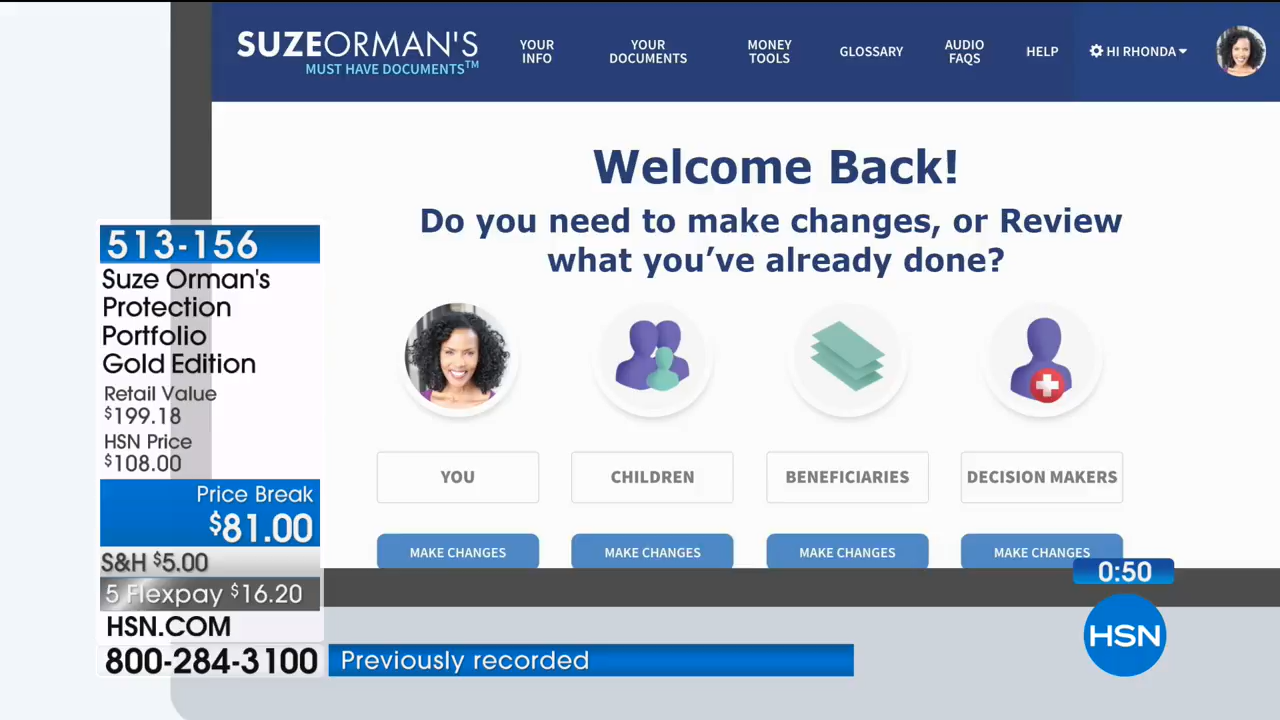 SUZEORMAN'S
MUST HAVE DOCUMENTS™
YOUR
INFO
YOUR
DOCUMENTS
MONEY
TOOLS
GLOSSARY
AUDIO
FAQS
HELP
HI RHONDA
Welcome Back!
Do you need to make changes, or Review
what you’ve already done?
YOU
CHILDREN
BENEFICIARIES
DECISION MAKERS
MAKE CHANGES
MAKE CHANGES
MAKE CHANGES
MAKE CHANGES
513-156
Suze Orman's
Protection
Portfolio
Gold Edition
Retail Value
$199.18
HSN Price
$108.00
Price Break
$81.00
S&H $5.00
5 Flexpay $16.20
HSN.COM
800-284-3100
Previously recorded
0:50
HSN